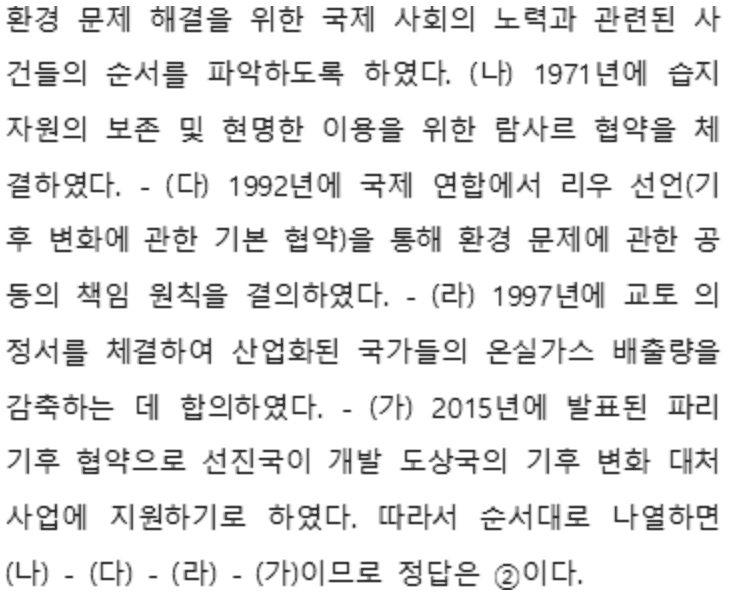 환경 문제 해결을 위한 국제 사회의 노력과 관련된 사
건들의 순서를 파악하도록 하였다. (나) 1971년에 습지
자원의 보존 및 현명한 이용을 위한 람사르 협약을 체
결하였다. - (다) 1992년에 국제 연합에서 리우 선언(기
후 변화에 관한 기본 협약)을 통해 환경 문제에 관한 공
동의 책임 원칙을 결의하였다. - (라) 1997년에 교토 의
정서를 체결하여 산업화된 국가들의 온실가스 배출량을
감축하는 데 합의하였다. - (가) 2015년에 발표된 파리
기후 협약으로 선진국이 개발 도상국의 기후 변화 대처
사업에 지원하기로 하였다. 따라서 순서대로 나열하면
(나) - (다) - (라) - (가)이므로 정답은 ②이다.